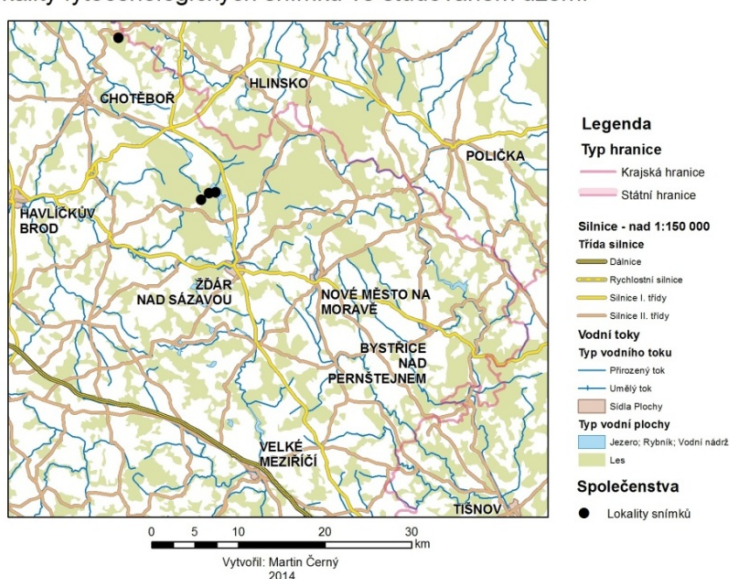 HLINSKO
CHOTĚBOŘ
POLIČKA
HAVLÍČKŮV
BROD
ŽĎÁR
NAD SÁZAVOU
NOVÉ MĚSTO NA
MORAVĚ
BYSTŘICE
NAD
PERNŠTEJNEM
VELKÉ
MEZIŘÍČÍ
TIŠNOV
Legenda
Typ hranice
Krajská hranice
Státní hranice
Silnice - nad 1:150 000
Třída silnice
Dálnice
Rychlostní silnice
Silnice I. třídy
Silnice II. třídy
Vodní toky
Typ vodního toku
Přirozený tok
Umělý tok
Sídla Plochy
Typ vodní plochy
Jezero; Rybník; Vodní nádrž
Les
Společenstva
Lokality snímků
0 5 10 20 30
km
Vytvořil: Martin Černý
2014